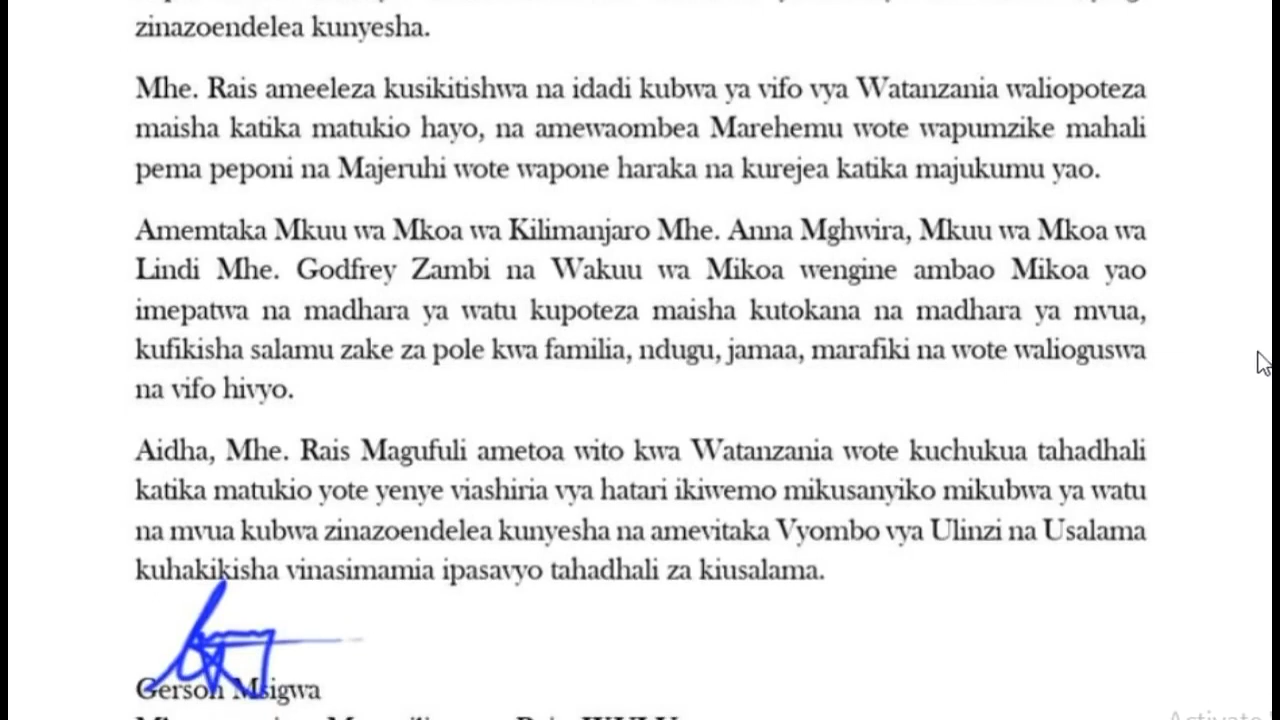 zinazoendelea kunyesha.
Mhe. Rais ameeleza kusikitishwa na idadi kubwa ya vifo vya Watanzania waliopoteza
maisha katika matukio hayo, na amewaombea Marehemu wote wapumzike mahali
pema peponi na Majeruhi wote wapone haraka na kurejea katika majukumu yao.
Amemtaka Mkuu wa Mkoa wa Kilimanjaro Mhe. Anna Mghwira, Mkuu wa Mkoa wa
Lindi Mhe. Godfrey Zambi na Wakuu wa Mikoa wengine ambao Mikoa yao
imepatwa na madhara ya watu kupoteza maisha kutokana na madhara ya mvua,
kufikisha salamu zake za pole kwa familia, ndugu, jamaa, marafiki na wote walioguswa
na vifo hivyo.
Aidha, Mhe. Rais Magufuli ametoa wito kwa Watanzania wote kuchukua tahadhali
katika matukio yote yenye viashiria vya hatari ikiwemo mikusanyiko mikubwa ya watu
na mvua kubwa zinazoendelea kunyesha na amevitaka Vyombo vya Ulinzi na Usalama
kuhakikisha vinasimamia ipasavyo tahadhali za kiusalama.
Gerson Msigwa
Activate